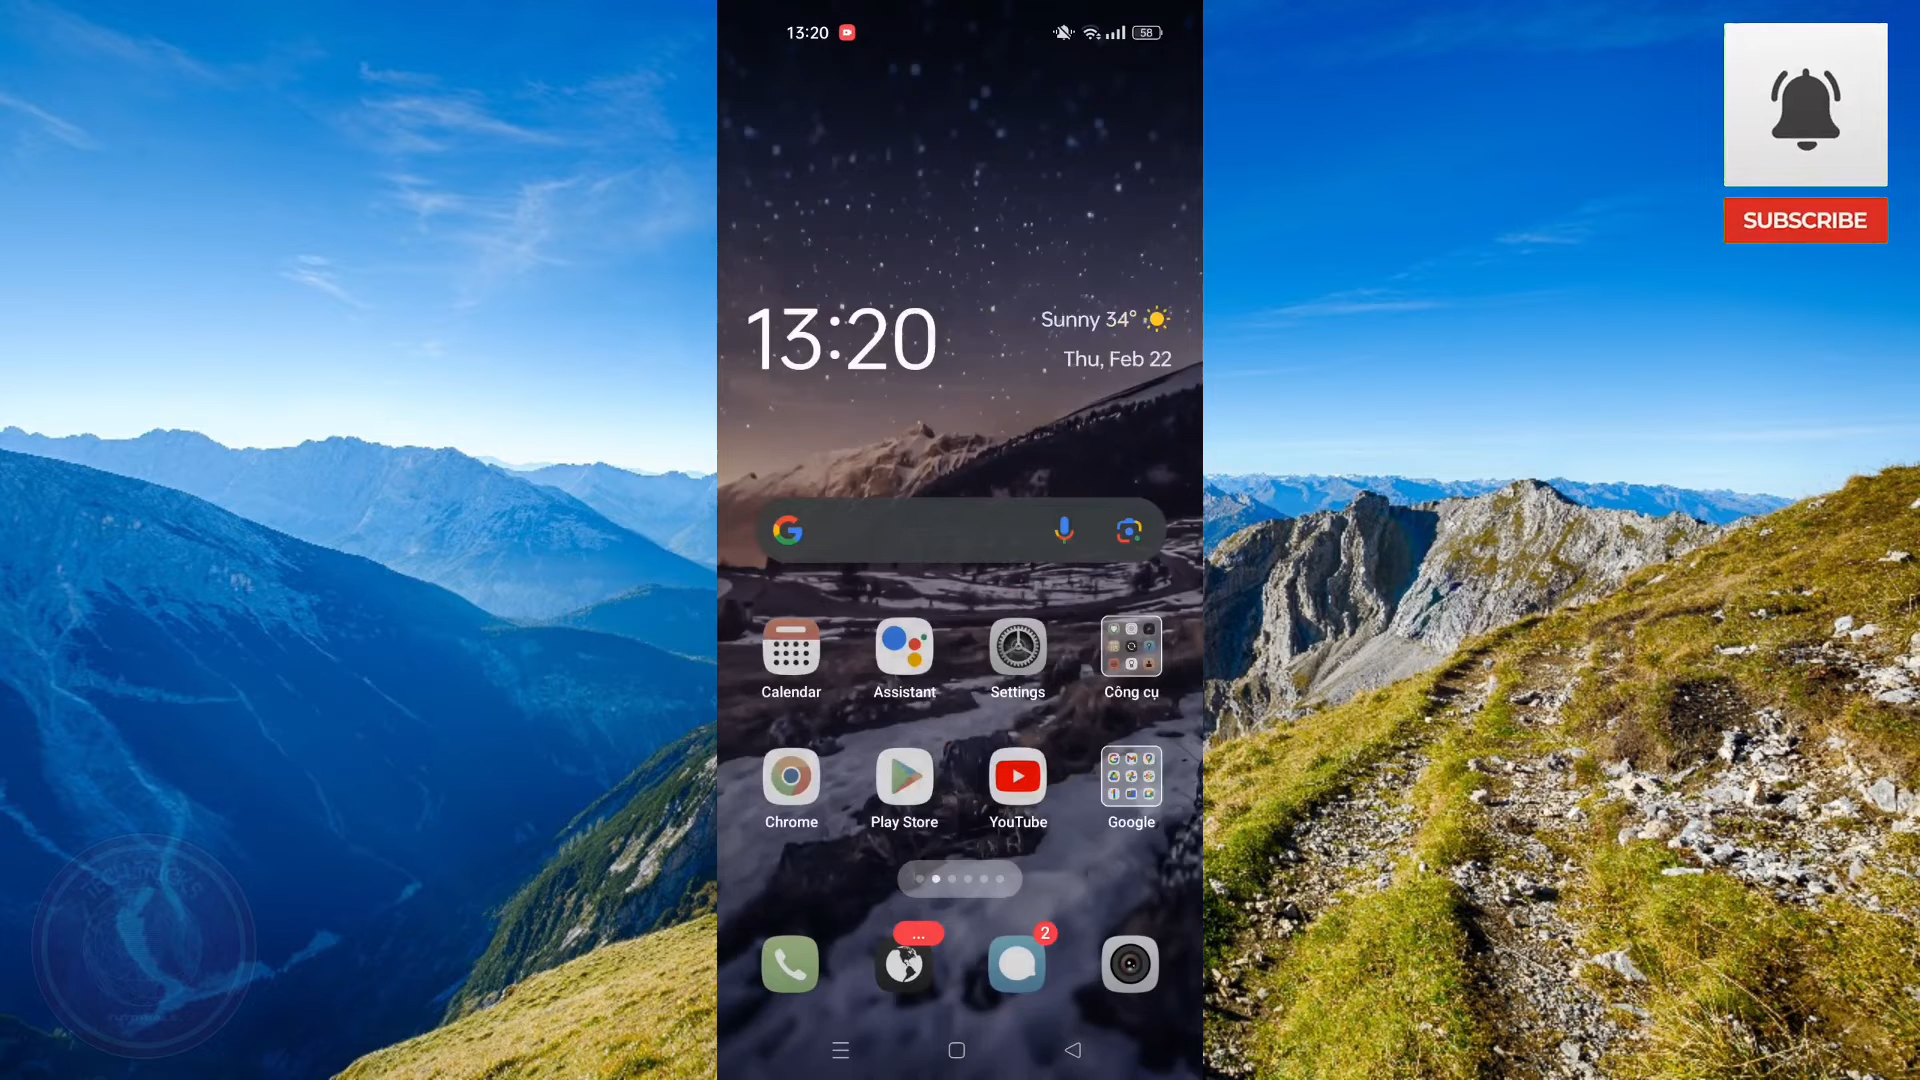 13:20
58
SUBSCRIBE
13:20
Sunny 34°
Thu, Feb 22
Calendar
Assistant
Settings
Công cụ
Chrome
Play Store
YouTube
Google
...
2